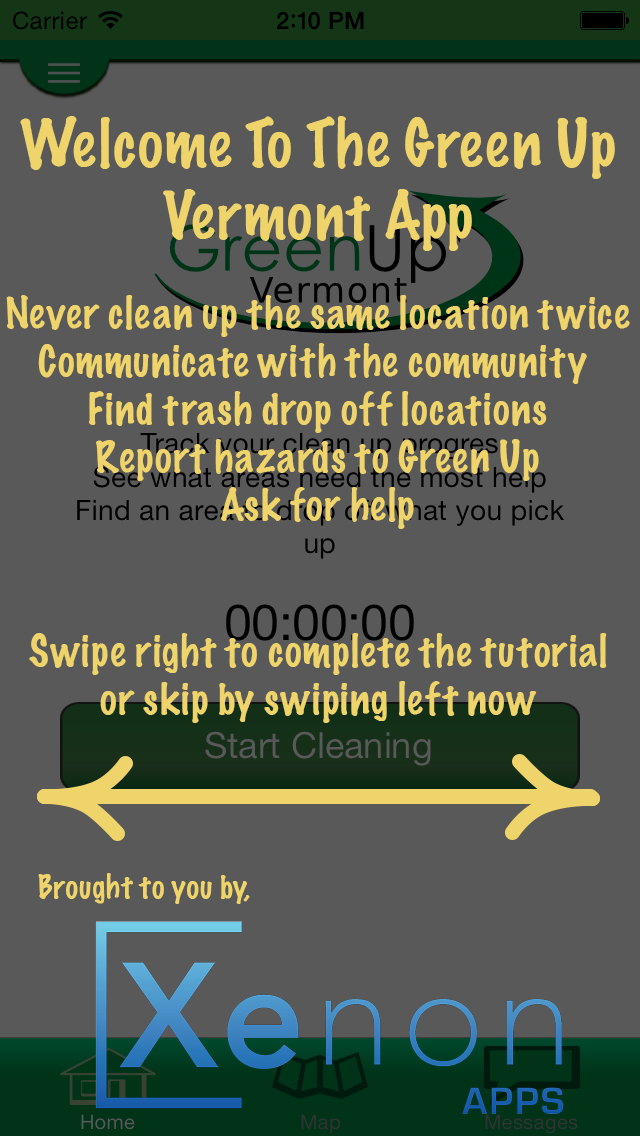 Carrier 2:10 PM
Welcome To The Green Up
Vermont App
GreenUp
Vermont
Never clean up the same location twice
Communicate with the community
Find trash drop off locations
Track your clean up progres
Report hazards to Green Up
See what areas need the most help
Ask for help
Find an area to drop off what you pick
up
00:00:00
Swipe right to complete the tutorial
or skip by swiping left now
Start Cleaning
Brought to you by,
Xenon
APPS
Home Map Messages